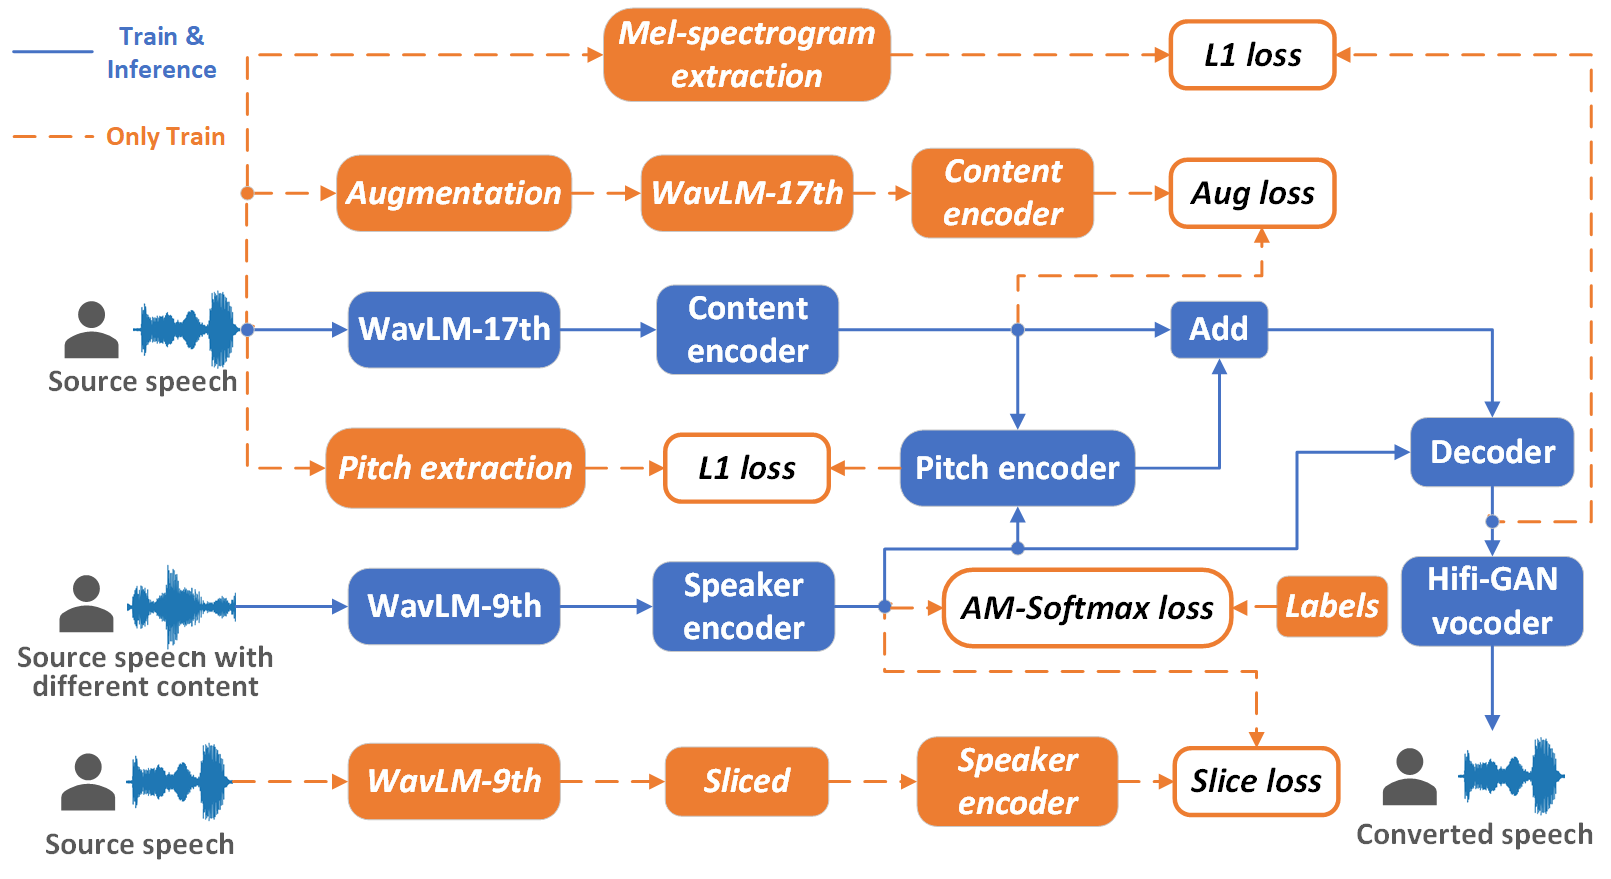 Train &
Inference
Only Train
Mel-spectrogram
extraction
L1 loss
Augmentation
WavLM-17th
Content
encoder
Aug loss
Source speech
WavLM-17th
Content
encoder
Add
Pitch extraction
L1 loss
Pitch encoder
Decoder
Source speecn with
different content
WavLM-9th
Speaker
encoder
AM-Softmax loss
Labels
Hifi-GAN
vocoder
Source speech
WavLM-9th
Sliced
Speaker
encoder
Slice loss
Converted speech